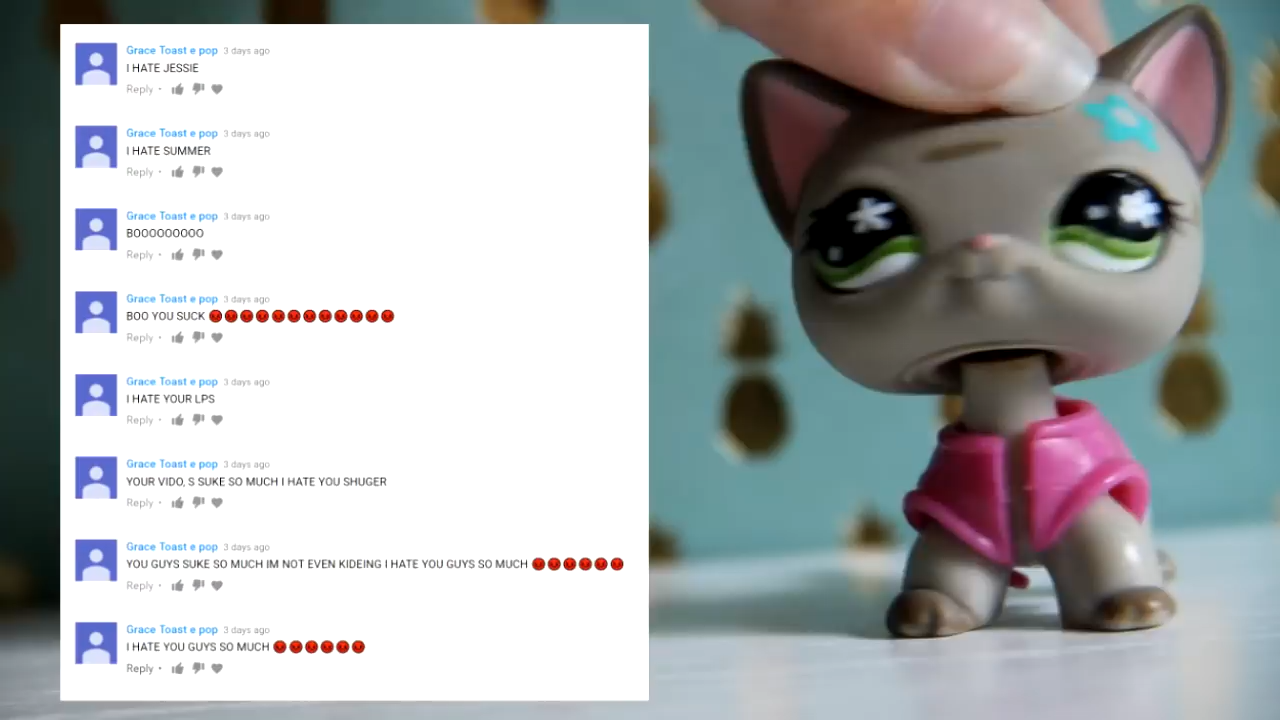 Grace Toast e pop 3 days ago
I HATE JESSIE
Reply •
Grace Toast e pop 3 days ago
I HATE SUMMER
Reply •
Grace Toast e pop 3 days ago
BOOOOOOOOO
Reply •
Grace Toast e pop 3 days ago
BOO YOU SUCK 😡😡😡😡😡😡😡😡😡😡😡😡
Reply •
Grace Toast e pop 3 days ago
I HATE YOUR LPS
Reply •
Grace Toast e pop 3 days ago
YOUR VIDO, S SUKE SO MUCH I HATE YOU SHUGER
Reply •
Grace Toast e pop 3 days ago
YOU GUYS SUKE SO MUCH IM NOT EVEN KIDEING I HATE YOU GUYS SO MUCH 😡😡😡😡😡😡
Reply •
Grace Toast e pop 3 days ago
I HATE YOU GUYS SO MUCH 😡😡😡😡😡😡
Reply •